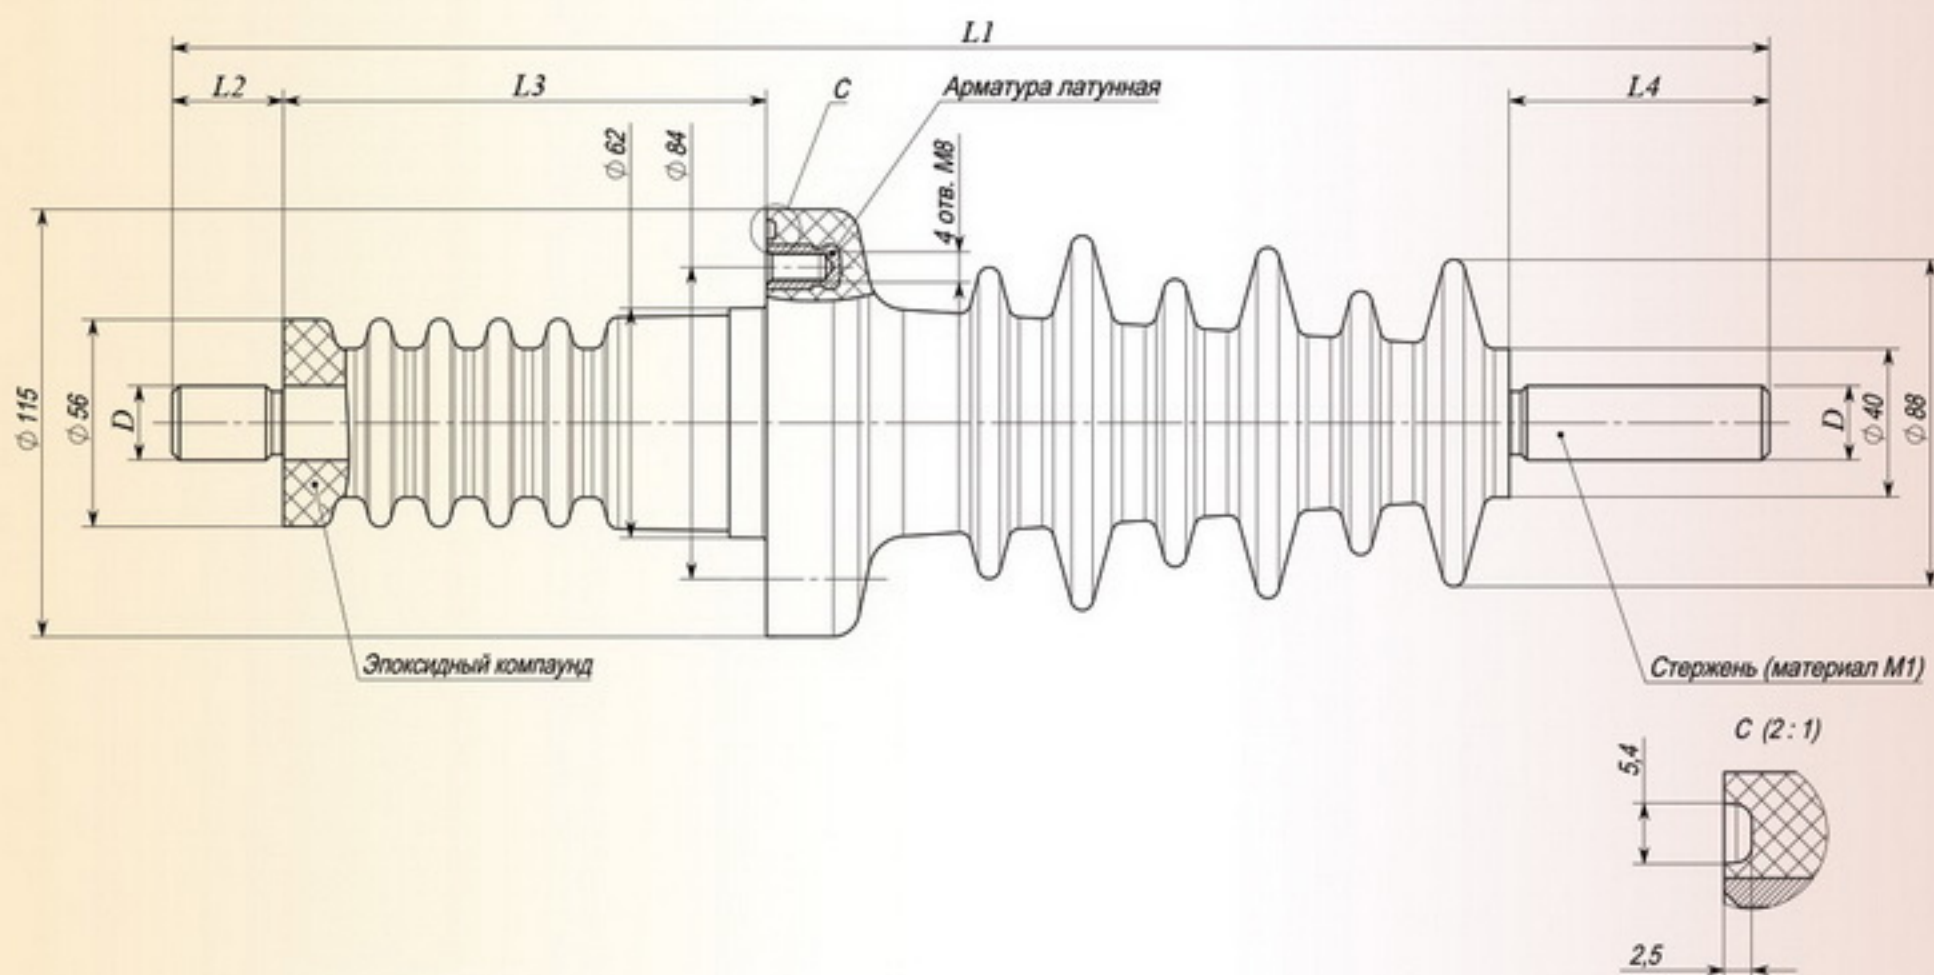 L1
L2
L3
C
Арматура латунная
L4
⌀ 62
⌀ 84
4 отв. М8
⌀ 115
⌀ 56
D
D
⌀ 40
⌀ 88
Эпоксидный компаунд
Стержень (материал М1)
C (2 : 1)
5,4
2,5